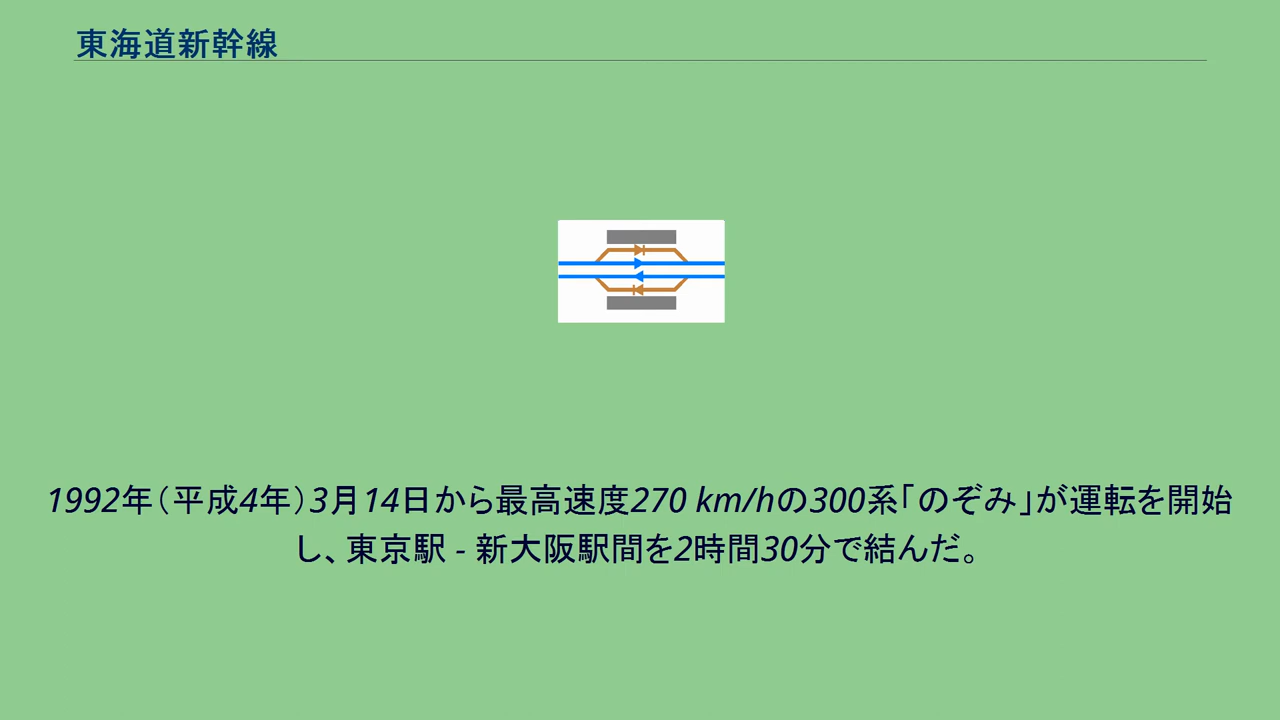 東海道新幹線
1992年（平成4年）3月14日から最高速度270 km/hの300系「のぞみ」が運転を開始
し、東京駅 - 新大阪駅間を2時間30分で結んだ。